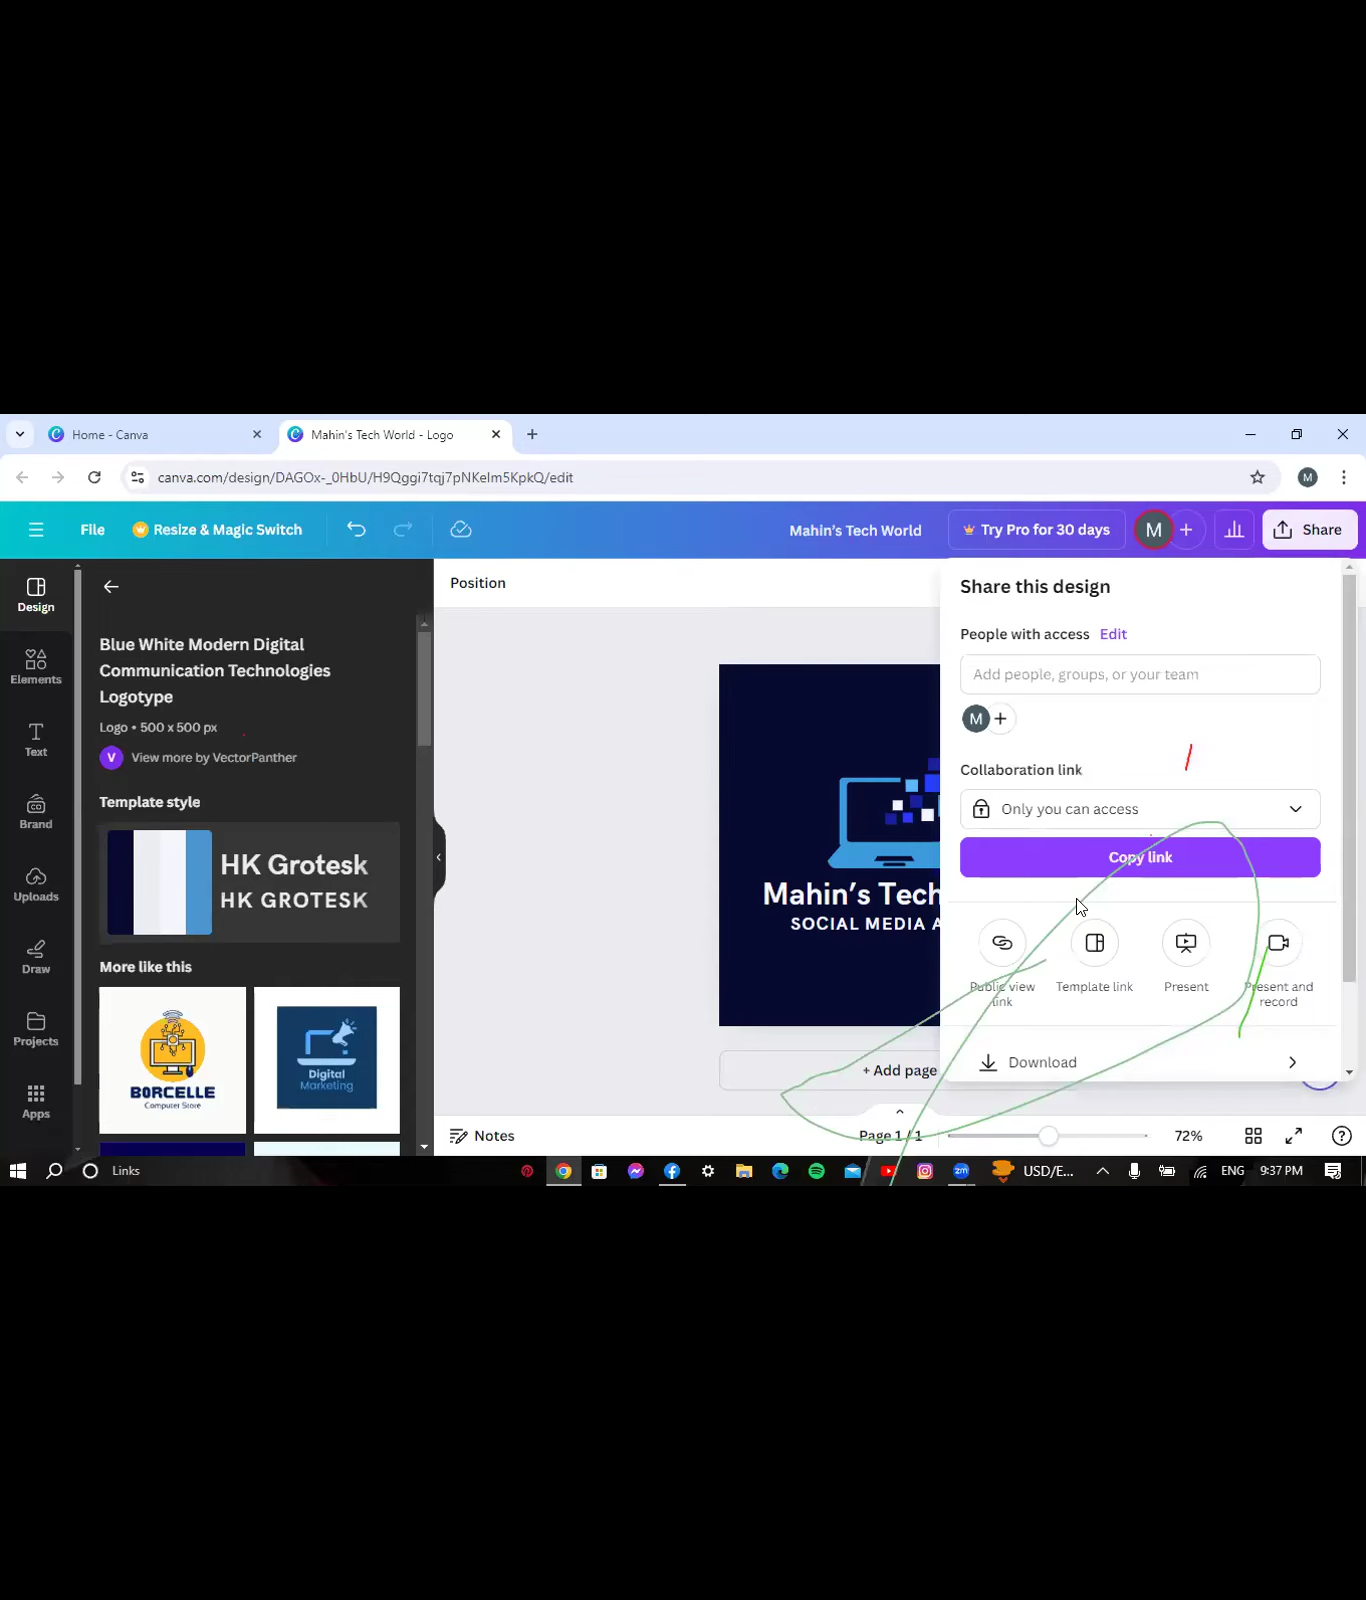 Home - Canva
Mahin's Tech World - Logo
canva.com/design/DAGOx-_0HbU/H9Qggi7tqj7pNKeIm5KpkQ/edit
M
File
Resize & Magic Switch
Mahin's Tech World
Try Pro for 30 days
M
Share
Design
Elements
Text
Brand
Uploads
Draw
Projects
Apps
Blue White Modern Digital
Communication Technologies
Logotype
Logo • 500 x 500 px
V
View more by VectorPanther
Template style
HK Grotesk
HK GROTESK
More like this
BORCELLE
Computer Store
Digital
Marketing
Position
Mahin's Tech
SOCIAL MEDIA A
+ Add page
Share this design
People with access Edit
Add people, groups, or your team
M
Collaboration link
Only you can access
Copy link
Public view
link
Template link
Present
Present and
record
Download
Notes
Page 1 / 1
72%
Links
zm
USD/E...
ENG
9:37 PM